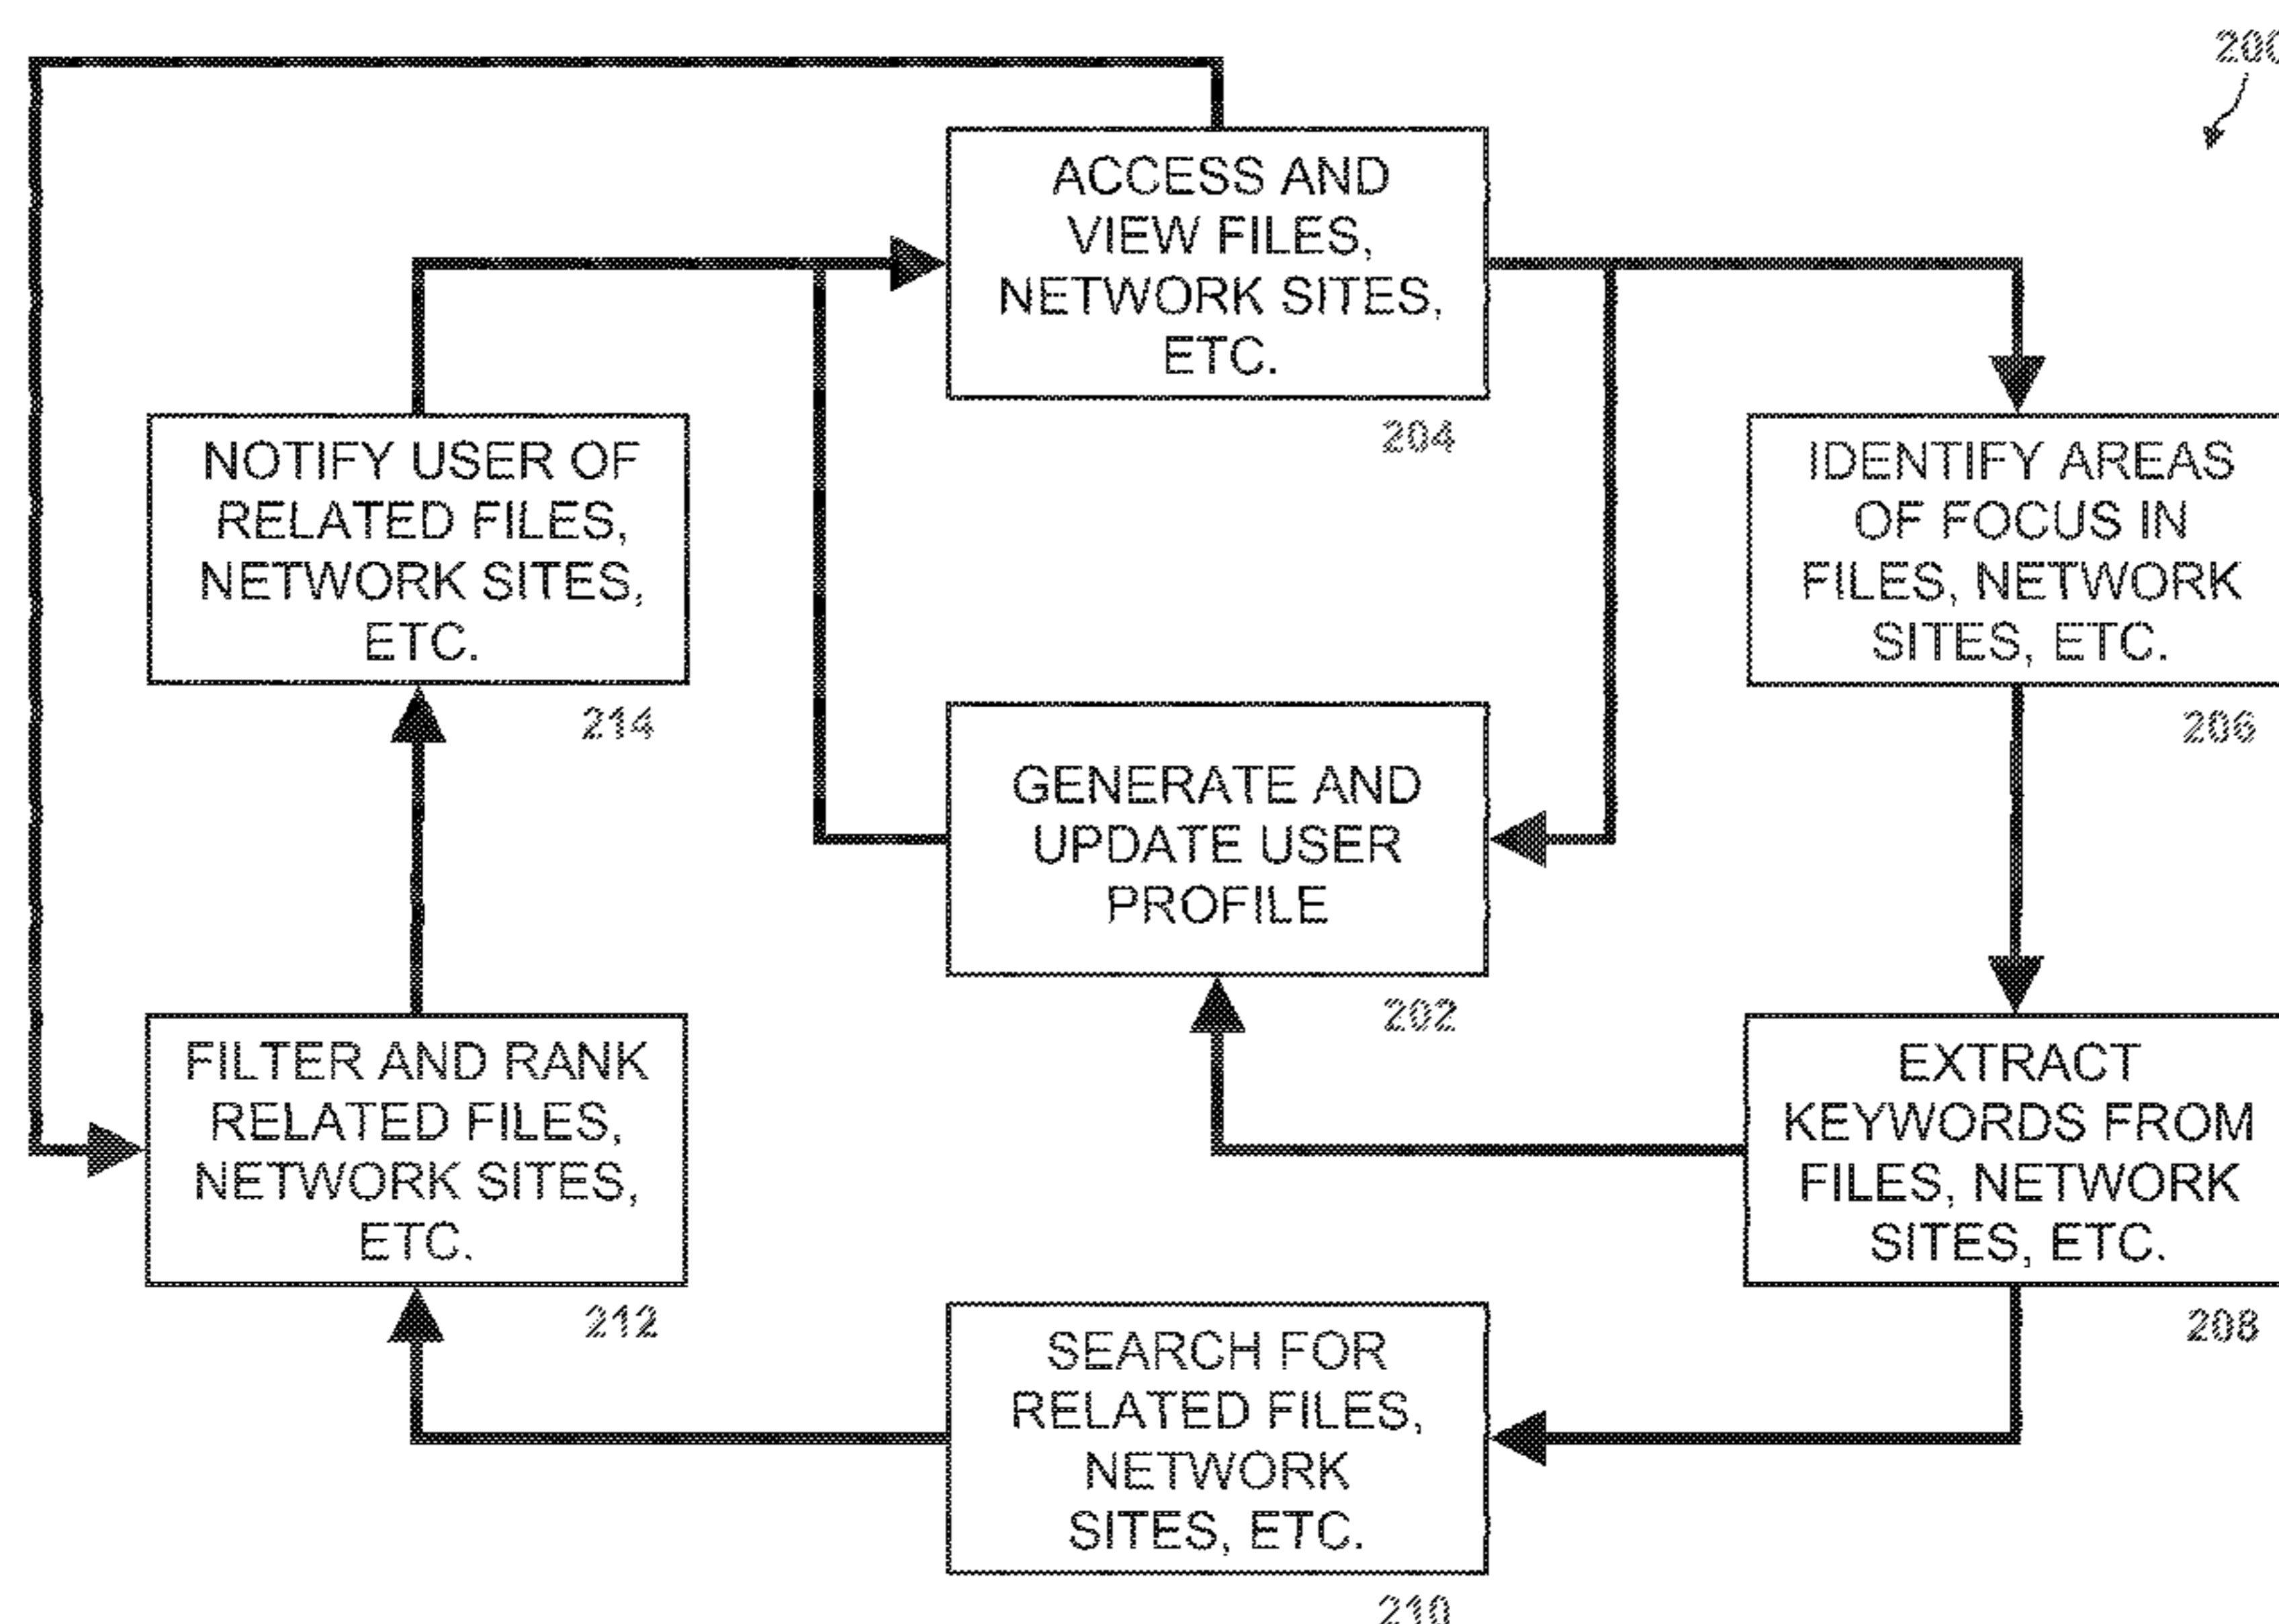 200
ACCESS AND
VIEW FILES,
NETWORK SITES,
ETC.
204
NOTIFY USER OF
RELATED FILES,
NETWORK SITES,
ETC.
214
IDENTIFY AREAS
OF FOCUS IN
FILES, NETWORK
SITES, ETC.
206
GENERATE AND
UPDATE USER
PROFILE
202
FILTER AND RANK
RELATED FILES,
NETWORK SITES,
ETC.
212
EXTRACT
KEYWORDS FROM
FILES, NETWORK
SITES, ETC.
208
SEARCH FOR
RELATED FILES,
NETWORK
SITES, ETC.
210